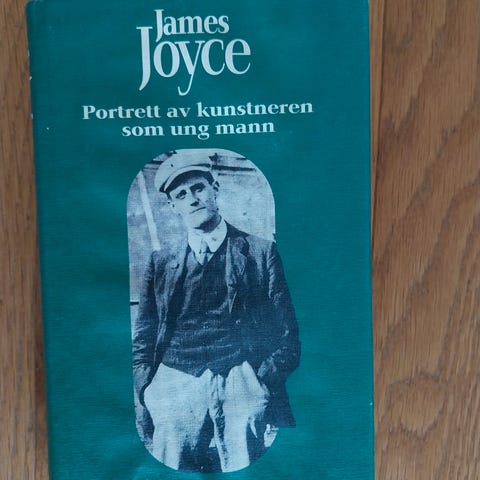 James
Joyce
Portrett av kunstneren
som ung mann